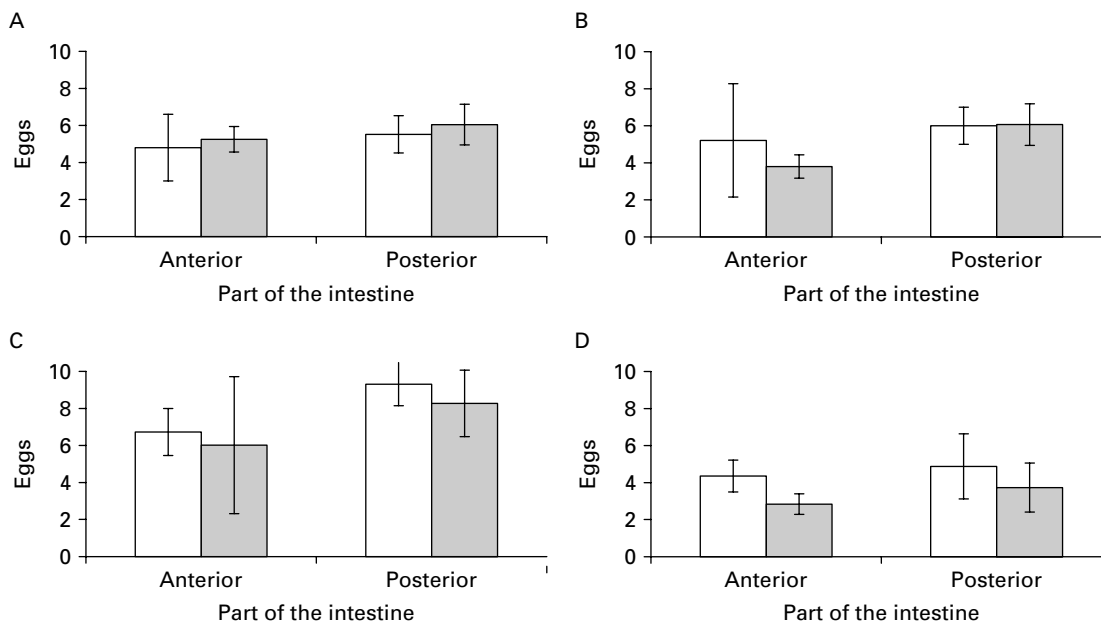 A
10
8
6
4
2
0
Eggs
Anterior Posterior
Part of the intestine
B
10
8
6
4
2
0
Eggs
Anterior Posterior
Part of the intestine
C
10
8
6
4
2
0
Eggs
Anterior Posterior
Part of the intestine
D
10
8
6
4
2
0
Eggs
Anterior Posterior
Part of the intestine